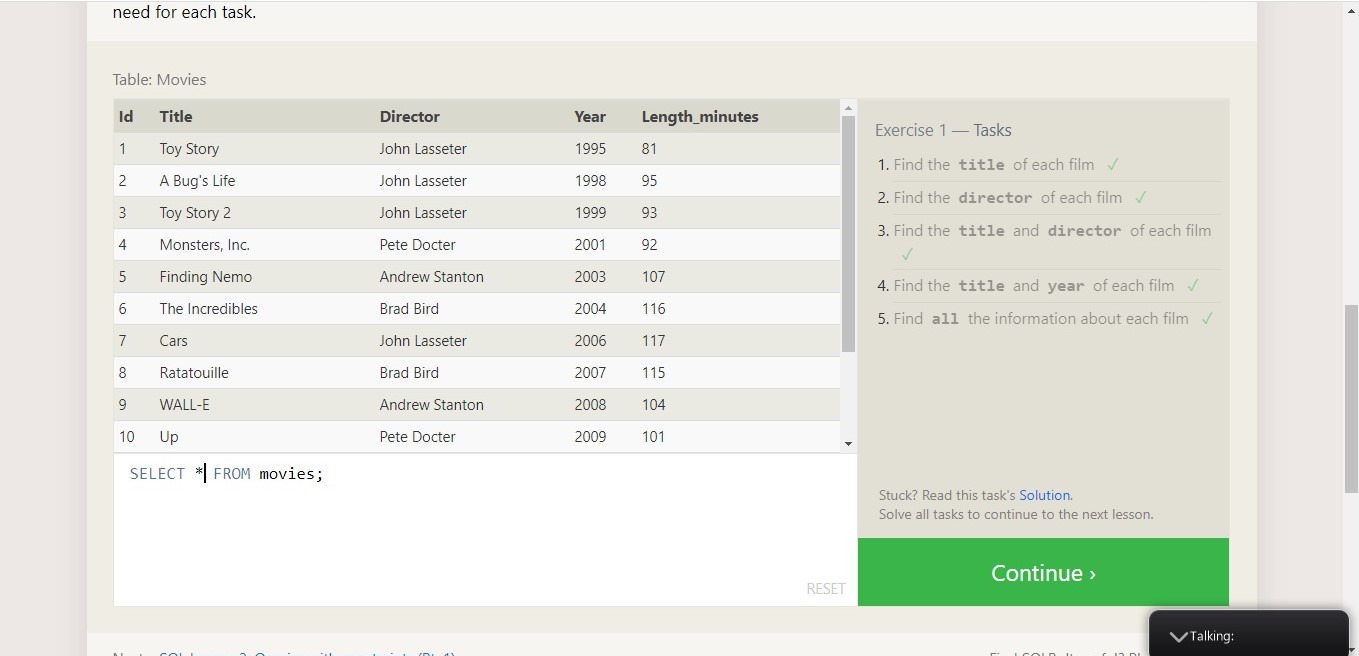 need for each task.
Table: Movies
Id Title Director Year Length_minutes
1 Toy Story John Lasseter 1995 81
2 A Bug's Life John Lasseter 1998 95
3 Toy Story 2 John Lasseter 1999 93
4 Monsters, Inc. Pete Docter 2001 92
5 Finding Nemo Andrew Stanton 2003 107
6 The Incredibles Brad Bird 2004 116
7 Cars John Lasseter 2006 117
8 Ratatouille Brad Bird 2007 115
9 WALL-E Andrew Stanton 2008 104
10 Up Pete Docter 2009 101
SELECT * FROM movies;
RESET
Exercise 1 — Tasks
1. Find the title of each film ✓
2. Find the director of each film ✓
3. Find the title and director of each film
✓
4. Find the title and year of each film ✓
5. Find all the information about each film ✓
Stuck? Read this task's Solution.
Solve all tasks to continue to the next lesson.
Continue ›
Talking: